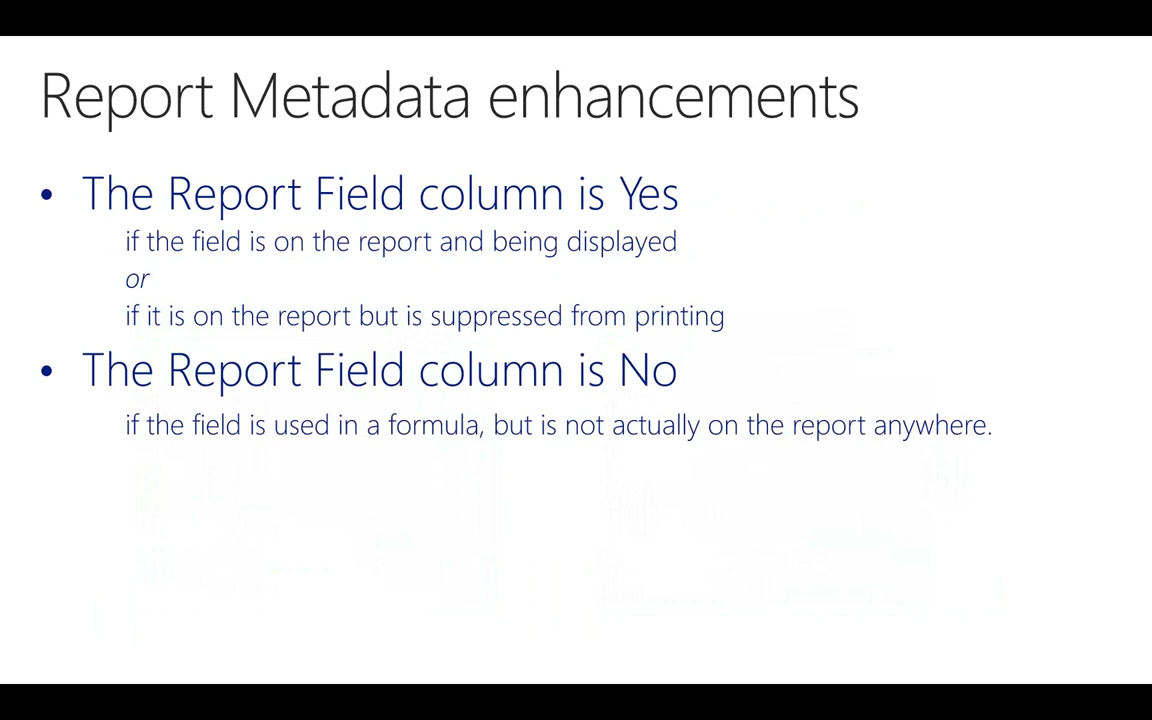 Report Metadata enhancements
• The Report Field column is Yes
if the field is on the report and being displayed
or
if it is on the report but is suppressed from printing
• The Report Field column is No
if the field is used in a formula, but is not actually on the report anywhere.